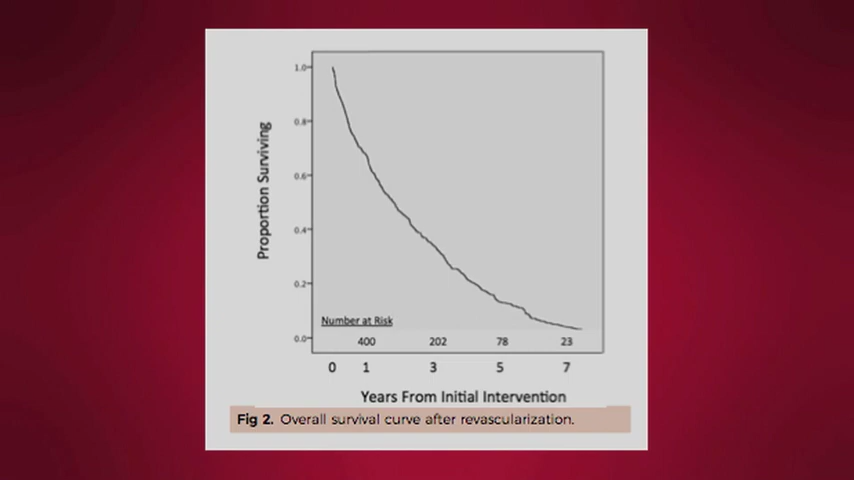 1.0
0.8
0.6
0.4
0.2
0.0
Proportion Surviving
Number at Risk
400 202 78 23
0 1 3 5 7
Years From Initial Intervention
Fig 2. Overall survival curve after revascularization.